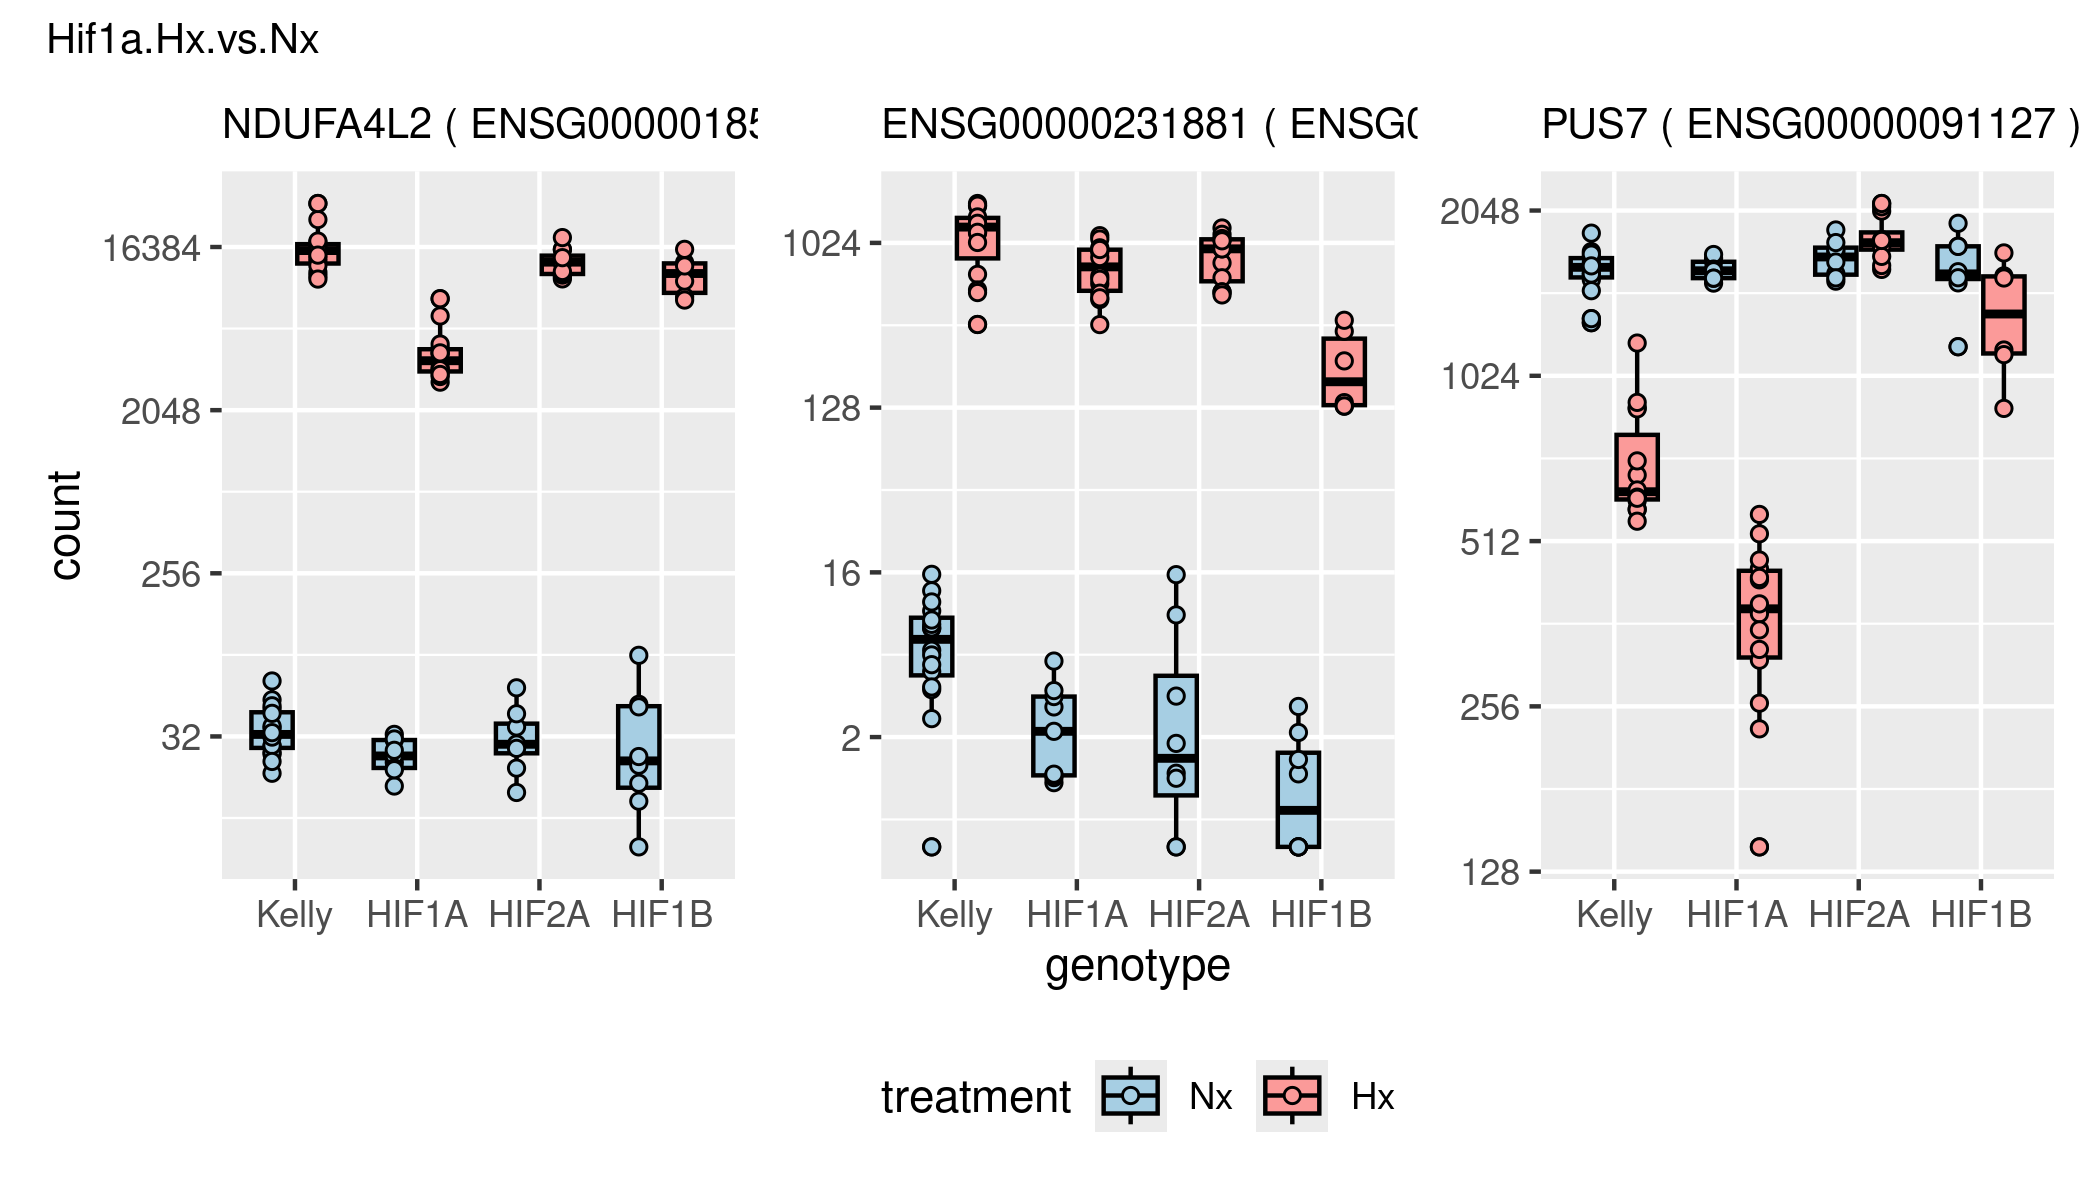 Hif1a.Hx.vs.Nx
NDUFA4L2 ( ENSG00000185
ENSG00000231881 ( ENSG0
PUS7 ( ENSG00000091127 )
count
16384
2048
256
32
1024
128
16
2
2048
1024
512
256
128
Kelly HIF1A HIF2A HIF1B
Kelly HIF1A HIF2A HIF1B
Kelly HIF1A HIF2A HIF1B
genotype
treatment Nx Hx